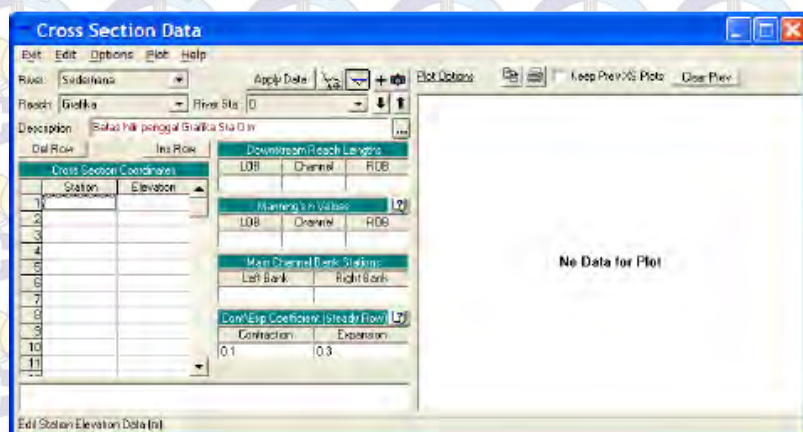 Cross Section Data
Exit Edit Options Plot Help
River: Sederhana Apply Data Plot Options Keep Prev XS Plots Clear Prev
Reach: Grafika River Sta.: 0
Description Batas hilir penggal Grafika Sta 0 m ...
Del Row Ins Row
Cross Section Coordinates
Station Elevation
1
2
3
4
5
6
7
8
9
10
11
Downstream Reach Lengths
LOB Channel ROB
Manning's n Values ?
LOB Channel ROB
Main Channel Bank Stations
Left Bank Right Bank
Cont\Exp Coefficient (Steady Flow) ?
Contraction Expansion
0.1 0.3
No Data for Plot
Edit Station Elevation Data (m)